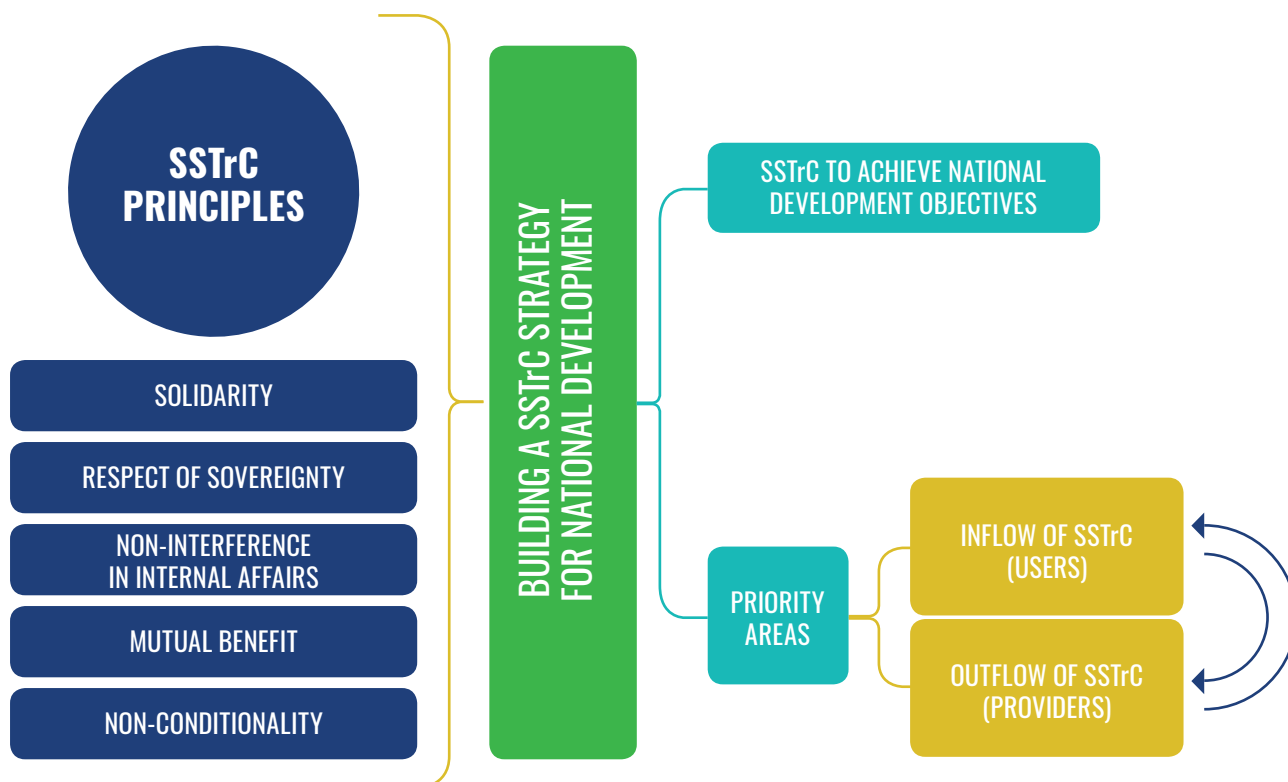 SSTrC
PRINCIPLES
SOLIDARITY
RESPECT OF SOVEREIGNTY
NON-INTERFERENCE
IN INTERNAL AFFAIRS
MUTUAL BENEFIT
NON-CONDITIONALITY
BUILDING A SSTrC STRATEGY
FOR NATIONAL DEVELOPMENT
SSTrC TO ACHIEVE NATIONAL
DEVELOPMENT OBJECTIVES
PRIORITY
AREAS
INFLOW OF SSTrC
(USERS)
OUTFLOW OF SSTrC
(PROVIDERS)